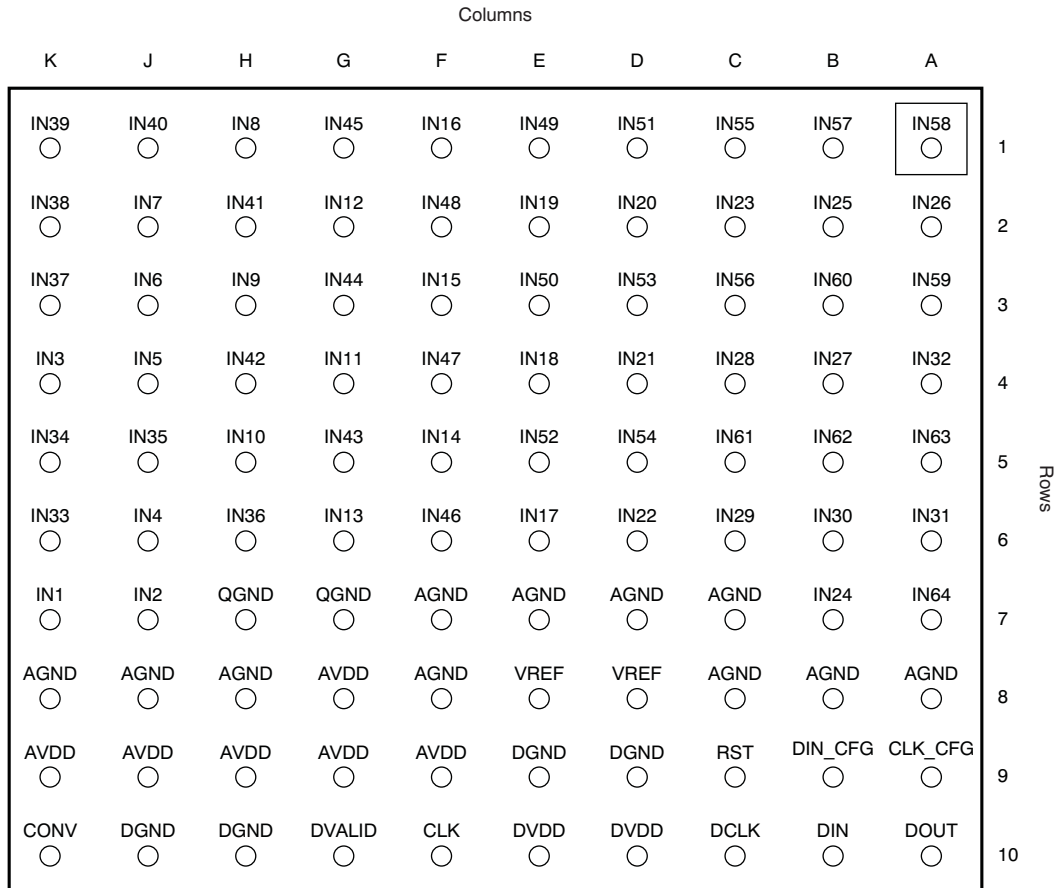 Columns
K J H G F E D C B A
IN39 IN40 IN8 IN45 IN16 IN49 IN51 IN55 IN57 IN58
1
IN38 IN7 IN41 IN12 IN48 IN19 IN20 IN23 IN25 IN26
2
IN37 IN6 IN9 IN44 IN15 IN50 IN53 IN56 IN60 IN59
3
IN3 IN5 IN42 IN11 IN47 IN18 IN21 IN28 IN27 IN32
4
IN34 IN35 IN10 IN43 IN14 IN52 IN54 IN61 IN62 IN63
5
Rows
IN33 IN4 IN36 IN13 IN46 IN17 IN22 IN29 IN30 IN31
6
IN1 IN2 QGND QGND AGND AGND AGND AGND IN24 IN64
7
AGND AGND AGND AVDD AGND VREF VREF AGND AGND AGND
8
AVDD AVDD AVDD AVDD AVDD DGND DGND RST DIN_CFG CLK_CFG
9
CONV DGND DGND DVALID CLK DVDD DVDD DCLK DIN DOUT
10